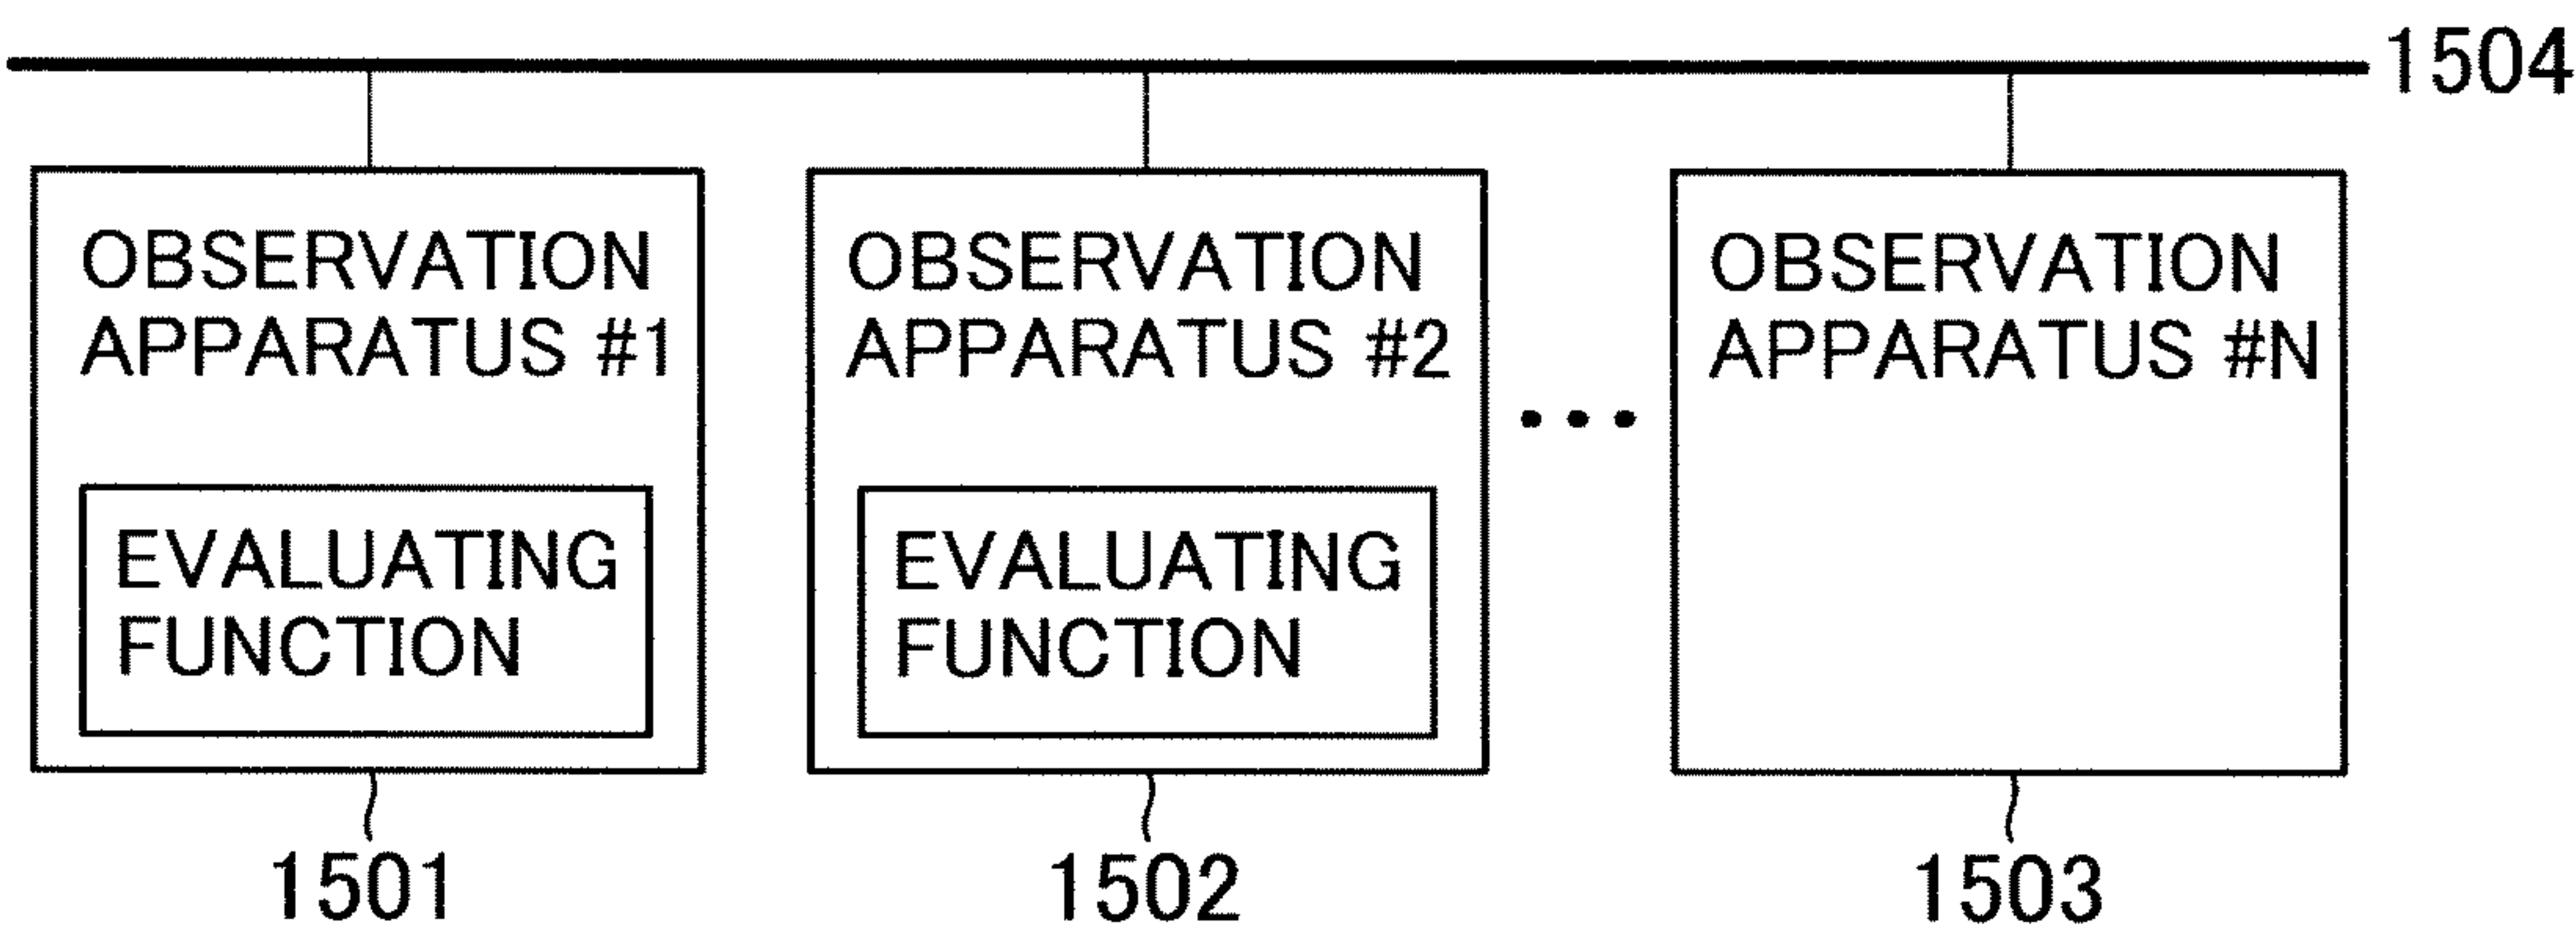 1504
OBSERVATION
APPARATUS #1
EVALUATING
FUNCTION
1501
OBSERVATION
APPARATUS #2
EVALUATING
FUNCTION
1502
...
OBSERVATION
APPARATUS #N
1503